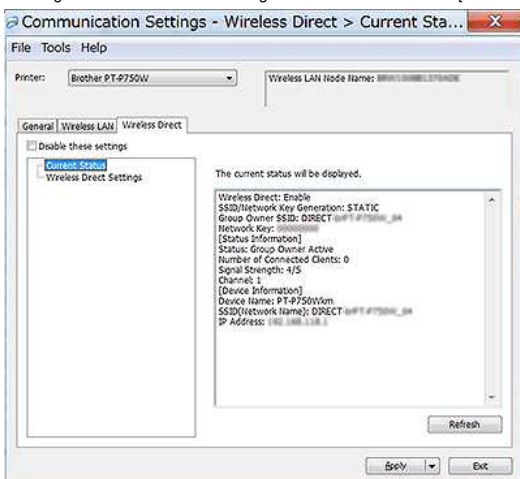 Communication Settings - Wireless Direct > Current Sta...
File Tools Help
Printer: Brother PT-P750W Wireless LAN Node Name:
General Wireless LAN Wireless Direct
Disable these settings
Current Status
Wireless Direct Settings
The current status will be displayed.
Wireless Direct: Enable
SSID/Network Key Generation: STATIC
Group Owner SSID: DIRECT
Network Key:
[Status Information]
Status: Group Owner Active
Number of Connected Clients: 0
Signal Strength: 4/5
Channel: 1
[Device Information]
Device Name: PT-P750Wkm
SSID(Network Name): DIRECT
IP Address:
Refresh
Apply Exit